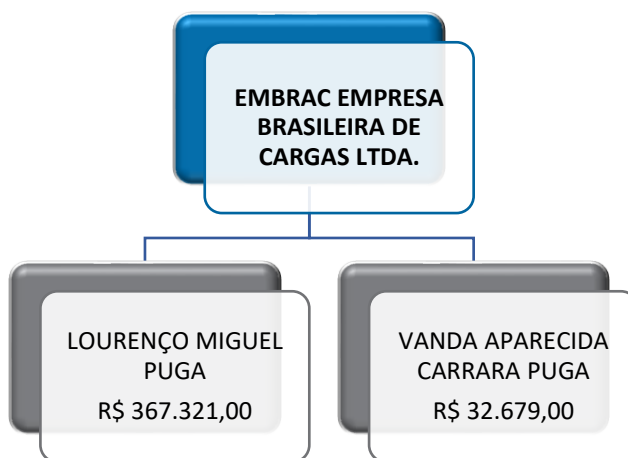 EMBRAC EMPRESA
BRASILEIRA DE
CARGAS LTDA.
LOURENÇO MIGUEL
PUGA
R$ 367.321,00
VANDA APARECIDA
CARRARA PUGA
R$ 32.679,00